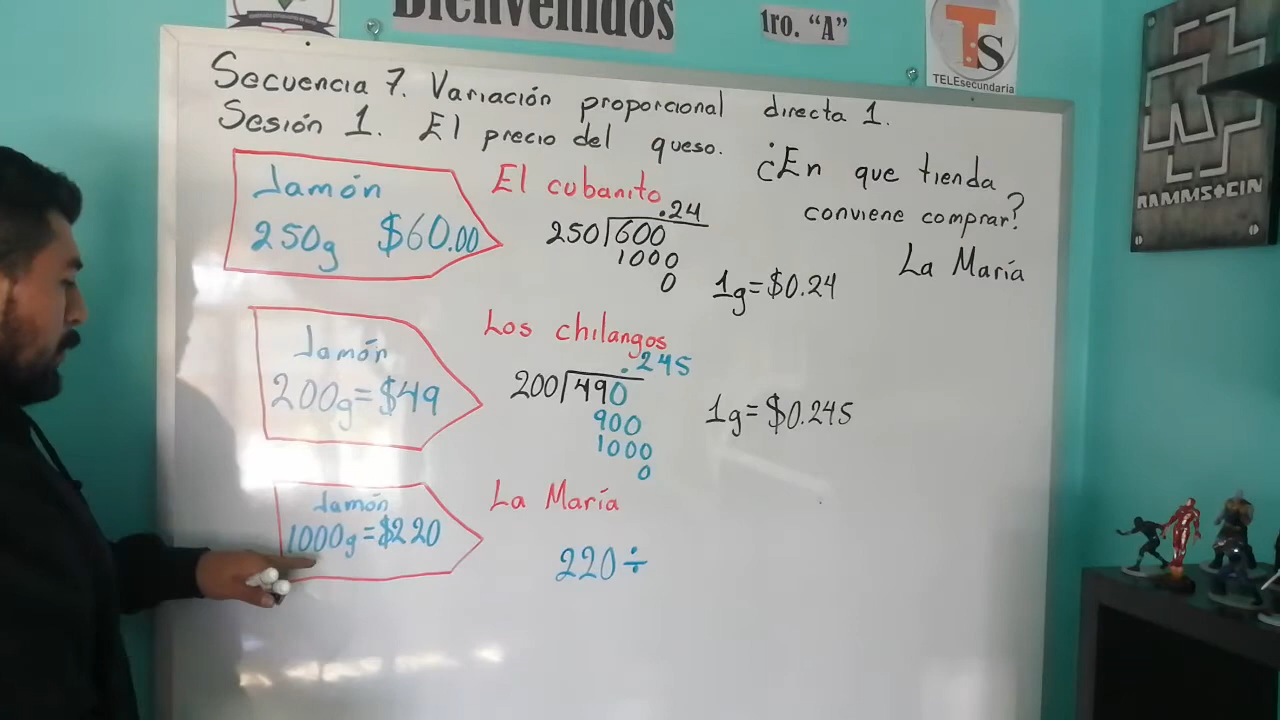 Bienvenidos
1ro. “A”
TS
TELEsecundaria
RAMMSTEIN
Secuencia 7. Variación proporcional directa 1.
Sesión 1. El precio del queso.
¿En que tienda
conviene comprar?
La María
Jamón
250g $60.00
El cubanito
.24
250 600
1000
0
1g=$0.24
Jamón
200g=$49
Los chilangos
.245
200 490
900
1000
0
1g=$0.245
Jamón
1000g=$220
La María
220÷